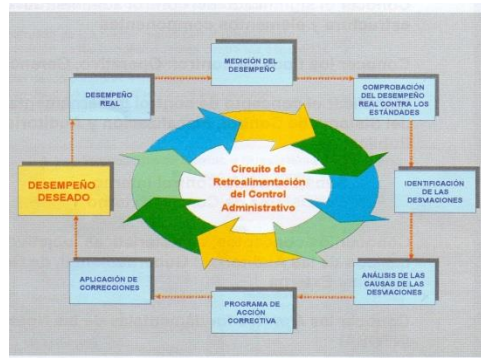 MEDICIÓN DEL
DESEMPEÑO
DESEMPEÑO
REAL
COMPROBACIÓN
DEL DESEMPEÑO
REAL CONTRA LOS
ESTÁNDARES
Circuito de
Retroalimentación
del Control
Administrativo
DESEMPEÑO
DESEADO
IDENTIFICACIÓN
DE LAS
DESVIACIONES
APLICACIÓN DE
CORRECCIONES
PROGRAMA DE
ACCIÓN
CORRECTIVA
ANÁLISIS DE LAS
CAUSAS DE LAS
DESVIACIONES